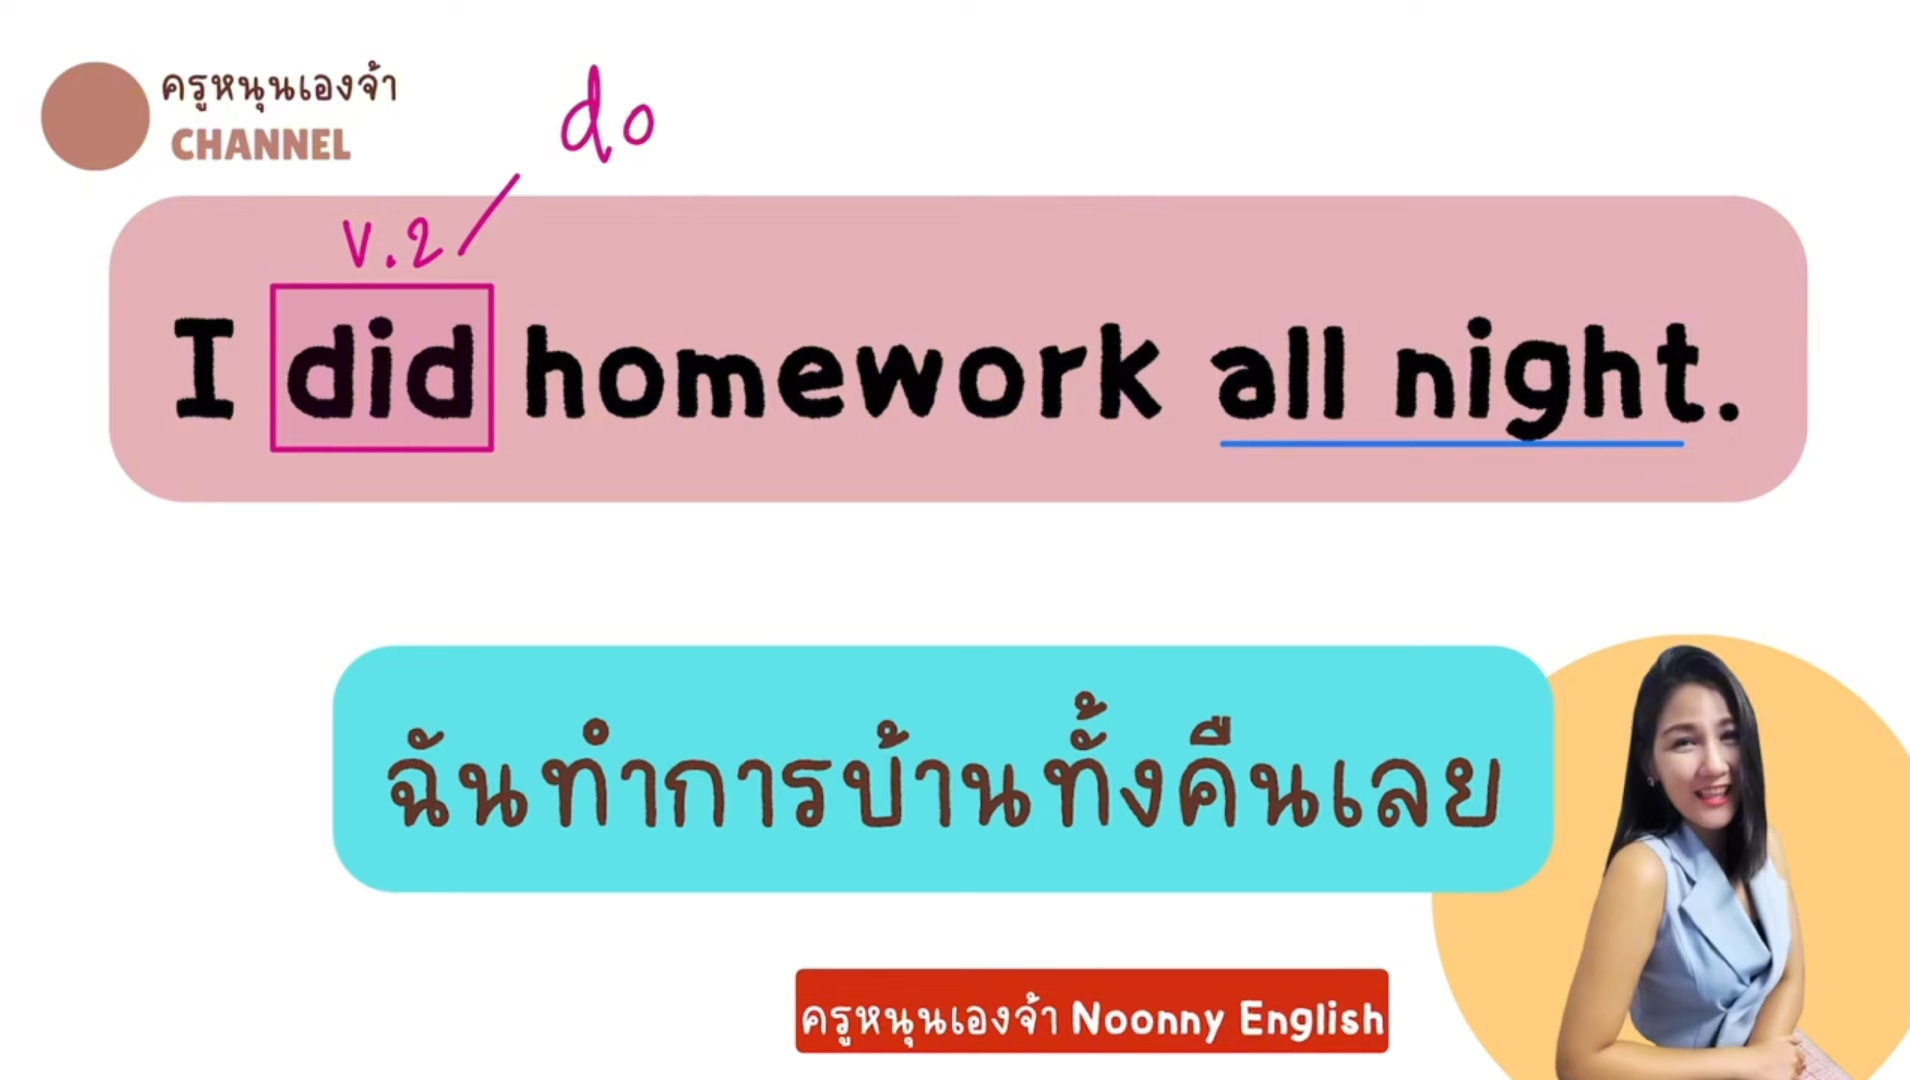 ครูหนุนเองจ้า
CHANNEL
do
v.2
I did homework all night.
ฉันทำการบ้านทั้งคืนเลย
ครูหนุนเองจ้า Noonny English